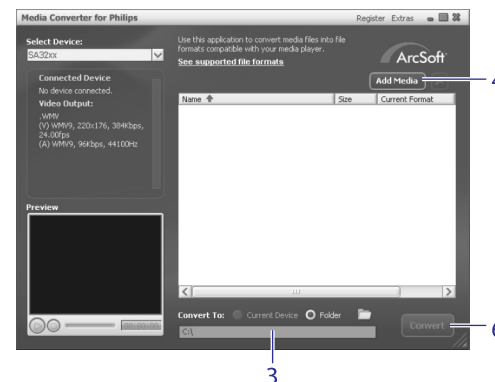 Media Converter for Philips
Register Extras
Select Device:
SA32xx
Use this application to convert media files into file
formats compatible with your media player.
See supported file formats
ArcSoft
Add Media
4
Connected Device
No device connected.
Video Output:
.WMV
(V) WMV9, 220x176, 384Kbps,
24.00fps
(A) WMV9, 96Kbps, 44100Hz
Name
Size
Current Format
Preview
00:00:00
Convert To:
Current Device
Folder
C:\
Convert
6
3